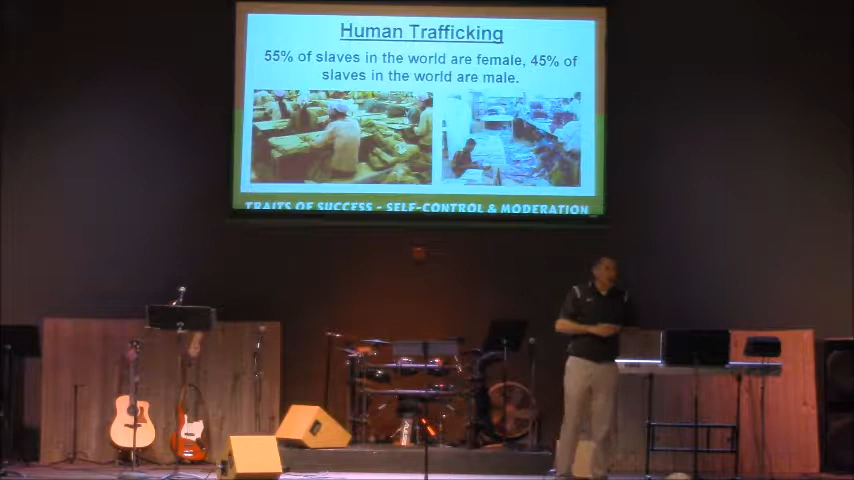 Human Trafficking
55% of slaves in the world are female, 45% of
slaves in the world are male.
TRAITS OF SUCCESS - SELF-CONTROL & MODERATION